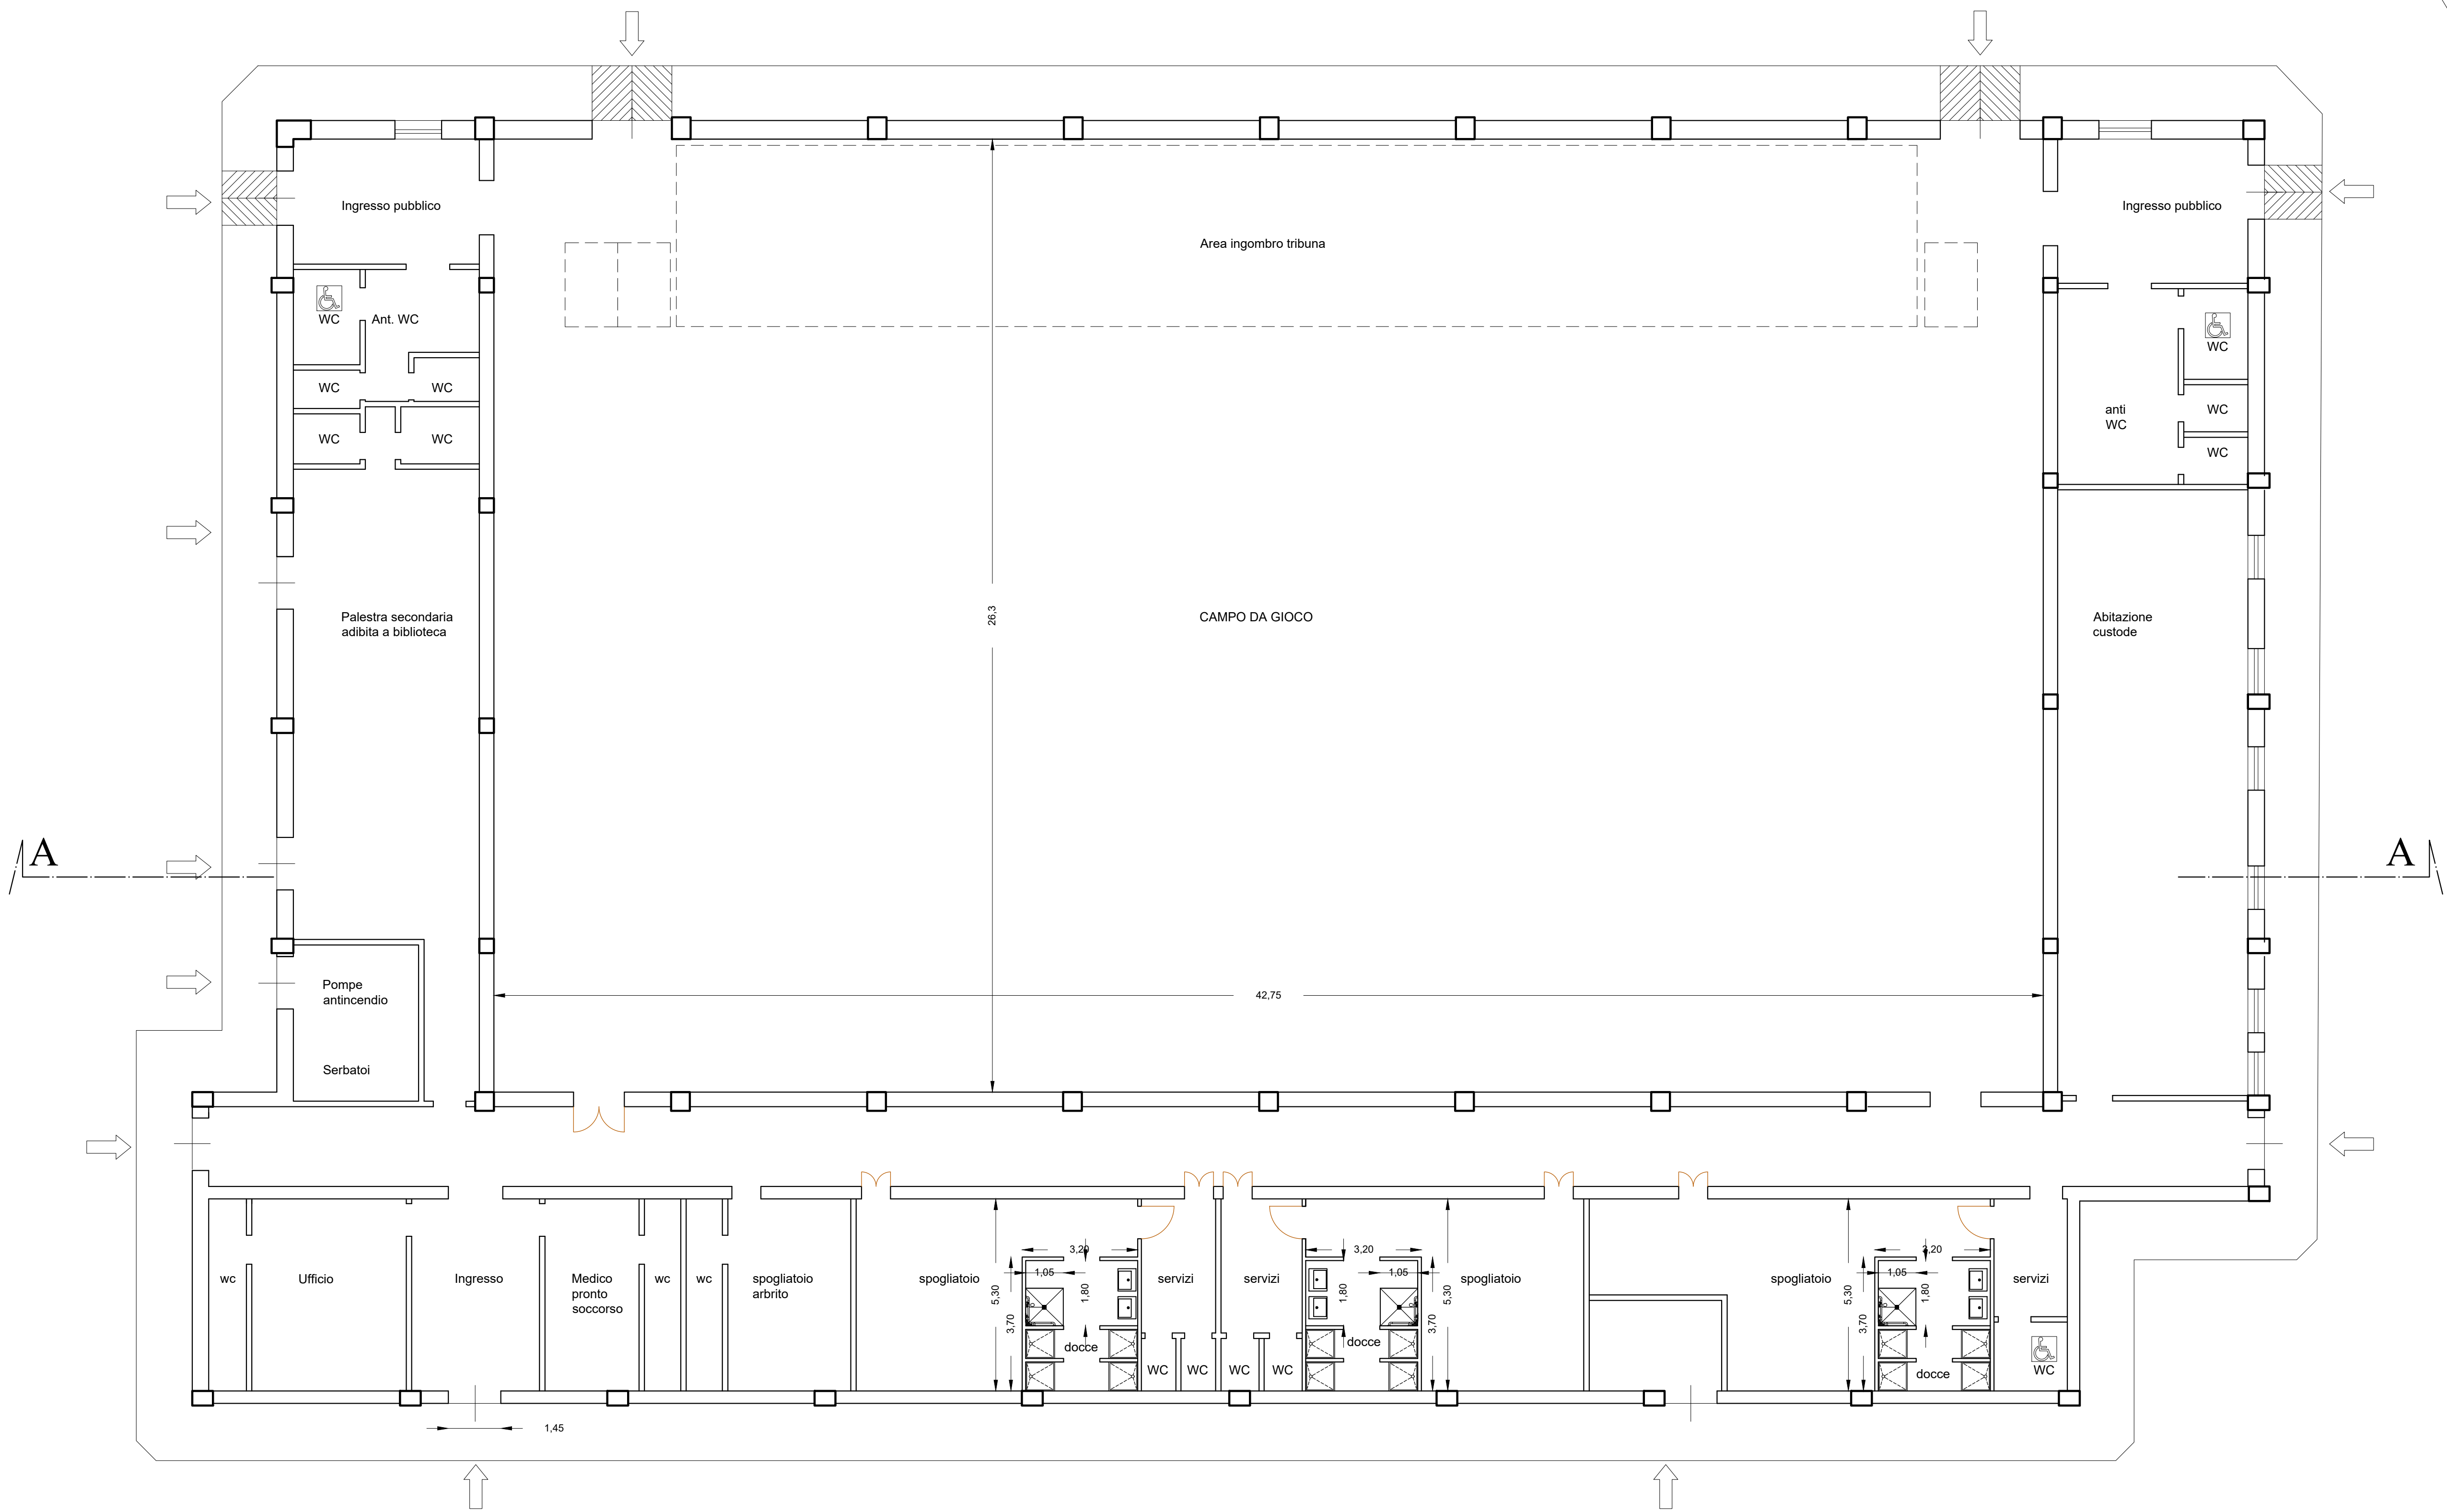 Ingresso pubblico
Ingresso pubblico
Area ingombro tribuna
WC
Ant. WC
WC
WC
WC
WC
WC
anti
WC
WC
WC
WC
26,3
Palestra secondaria
adibita a biblioteca
CAMPO DA GIOCO
Abitazione
custode
A
A
Pompe
antincendio
42,75
Serbatoi
wc
Ufficio
Ingresso
Medico
pronto
soccorso
wc
wc
spogliatoio
arbrito
spogliatoio
5,30
3,70
3,20
1,05
1,80
docce
servizi
WC
WC
servizi
WC
WC
3,20
1,05
1,80
docce
3,70
5,30
spogliatoio
spogliatoio
5,30
3,70
3,20
1,05
1,80
docce
servizi
WC
1,45